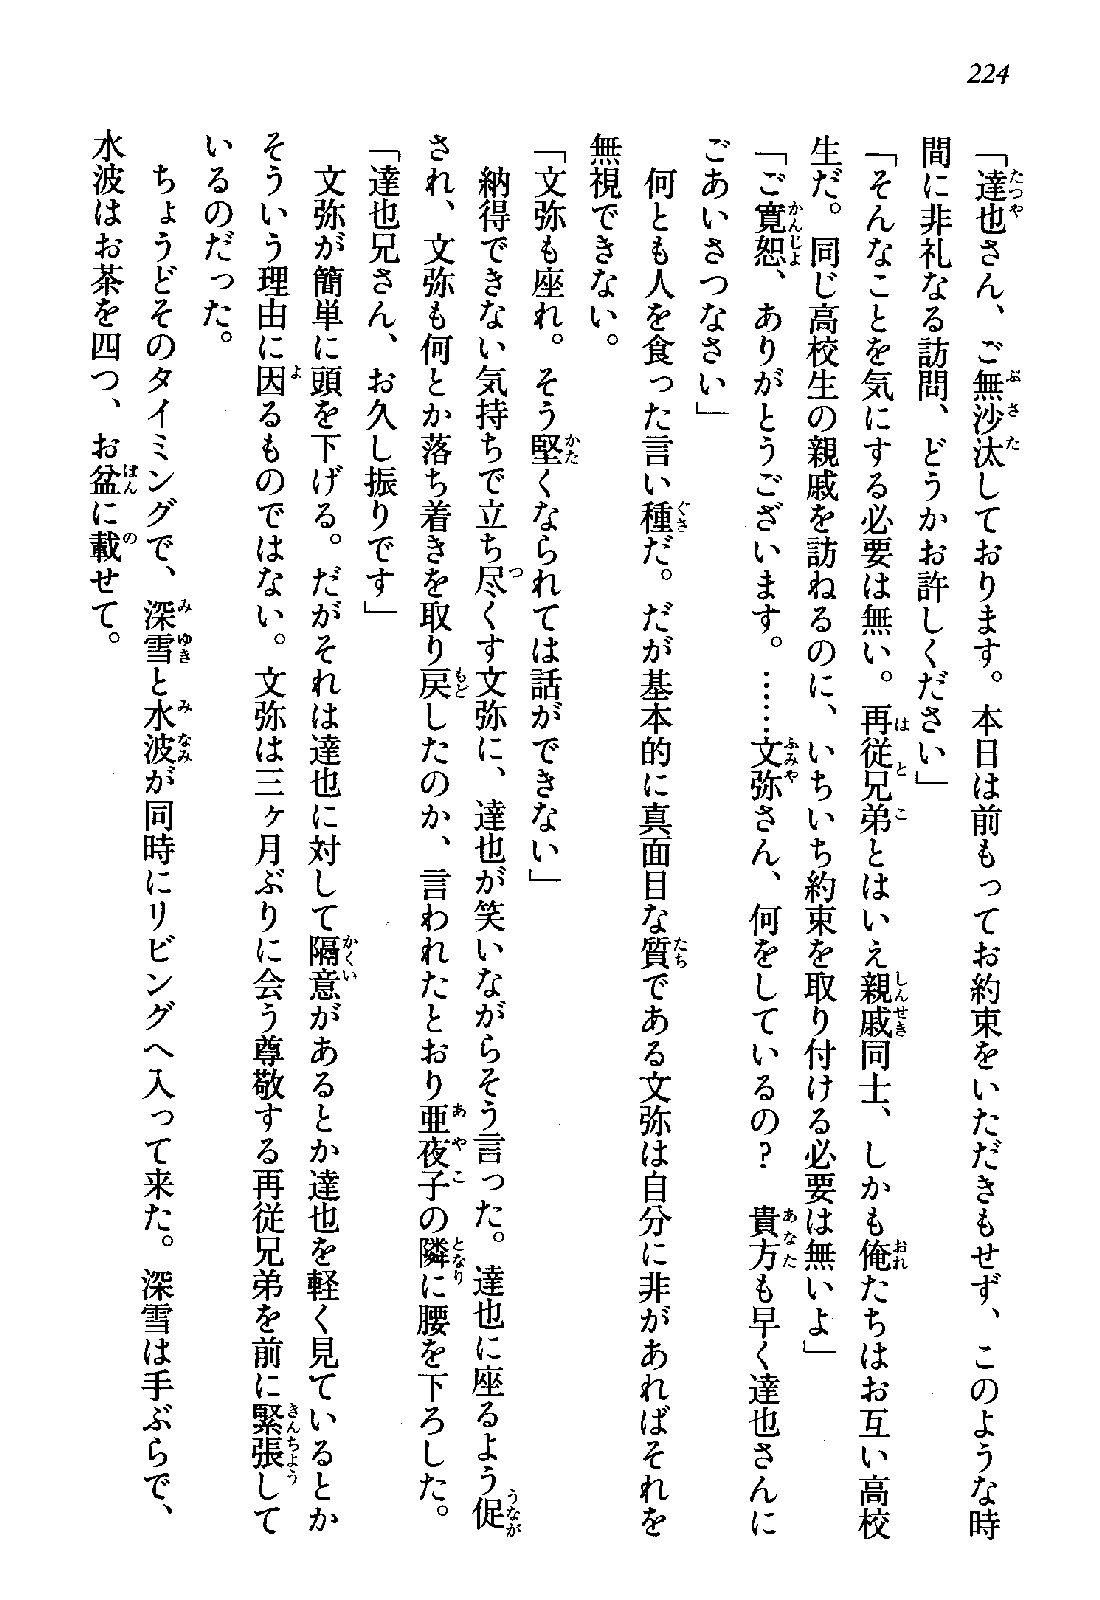 224
「達也さん、ご無沙汰しております。本日は前もってお約束をいただきもせず、このような時
間に非礼なる訪問、どうかお許しください」
「そんなことを気にする必要は無い。再従兄弟とはいえ親戚同士、しかも俺たちはお互い高校
生だ。同じ高校生の親戚を訪ねるのに、いちいち約束を取り付ける必要は無いよ」
「ご寛恕、ありがとうございます。……文弥さん、何をしているの？　貴方も早く達也さんに
ごあいさつなさい」
　何とも人を食った言い種だ。だが基本的に真面目な質である文弥は自分に非があればそれを
無視できない。
「文弥も座れ。そう堅くなられては話ができない」
　納得できない気持ちで立ち尽くす文弥に、達也が笑いながらそう言った。達也に座るよう促
され、文弥も何とか落ち着きを取り戻したのか、言われたとおり亜夜子の隣に腰を下ろした。
「達也兄さん、お久し振りです」
　文弥が簡単に頭を下げる。だがそれは達也に対して隔意があるとか達也を軽く見ているとか
そういう理由に因るものではない。文弥は三ヶ月ぶりに会う尊敬する再従兄弟を前に緊張して
いるのだった。
　ちょうどそのタイミングで、深雪と水波が同時にリビングへ入って来た。深雪は手ぶらで、
水波はお茶を四つ、お盆に載せて。